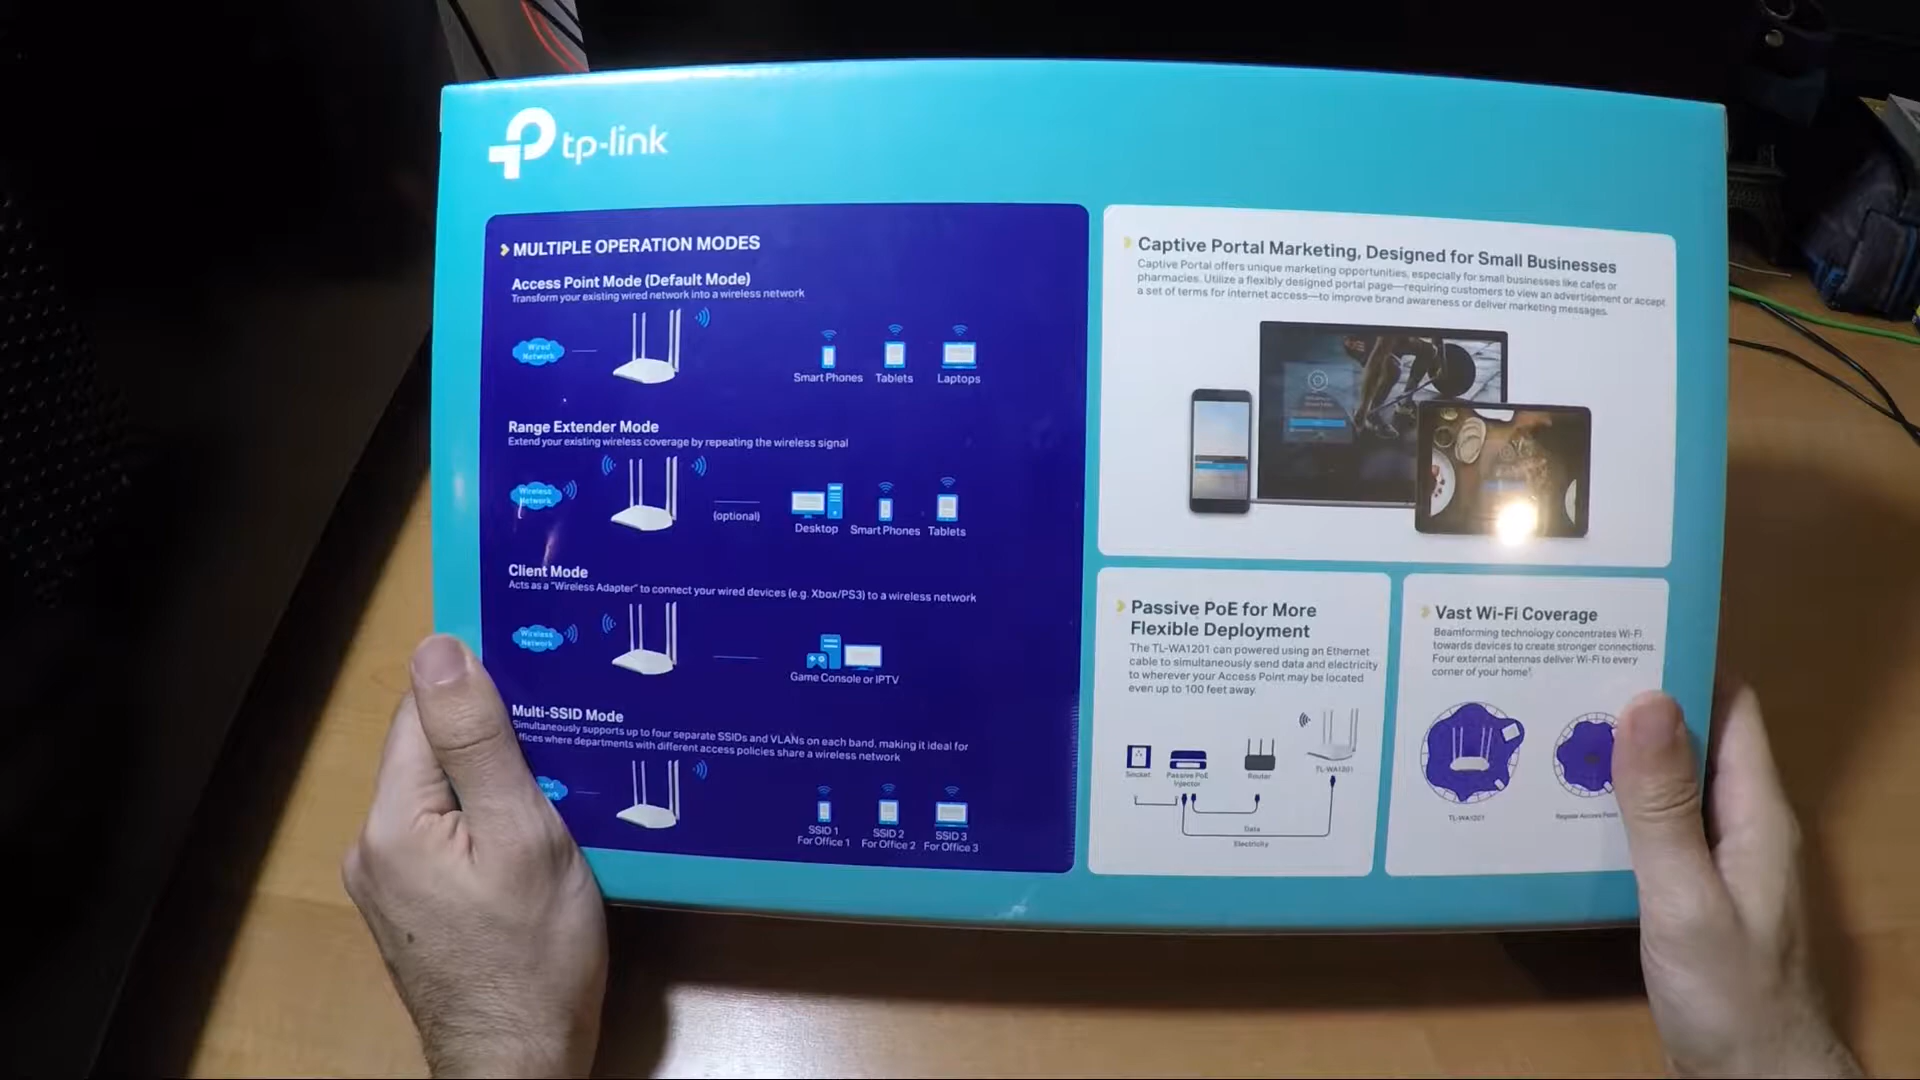 tp-link
MULTIPLE OPERATION MODES
Access Point Mode (Default Mode)
Transform your existing wired network into a wireless network
Wired
Network
Smart Phones
Tablets
Laptops
Range Extender Mode
Extend your existing wireless coverage by repeating the wireless signal
Wireless
Network
(optional)
Desktop
Smart Phones
Tablets
Client Mode
Acts as a "Wireless Adapter" to connect your wired devices (e.g. Xbox/PS3) to a wireless network
Wireless
Network
Game Console or IPTV
Multi-SSID Mode
Simultaneously supports up to four separate SSIDs and VLANs on each band, making it ideal for
ffices where departments with different access policies share a wireless network
SSID 1
For Office 1
SSID 2
For Office 2
SSID 3
For Office 3
Captive Portal Marketing, Designed for Small Businesses
Captive Portal offers unique marketing opportunities, especially for small businesses like cafes or
pharmacies. Utilize a flexibly designed portal page—requiring customers to view an advertisement or accept
a set of terms for internet access—to improve brand awareness or deliver marketing messages.
Passive PoE for More
Flexible Deployment
The TL-WA1201 can powered using an Ethernet
cable to simultaneously send data and electricity
to wherever your Access Point may be located
even up to 100 feet away.
Socket
Passive PoE
Injector
Router
TL-WA1201
Data
Electricity
Vast Wi-Fi Coverage
Beamforming technology concentrates Wi-Fi
towards devices to create stronger connections.
Four external antennas deliver Wi-Fi to every
corner of your home
TL-WA1201
Regular Access Point